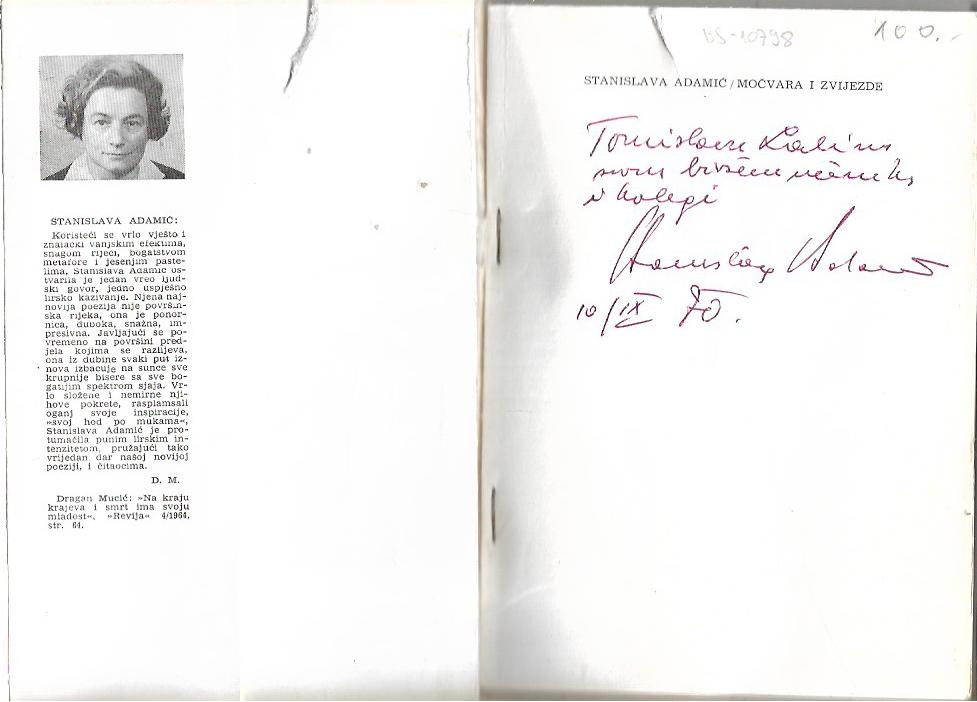 STANISLAVA ADAMIĆ:
Koristeći se vrlo vješto i
znalački vanjskim efektima,
snagom riječi, bogatstvom
metafore i jesenjim paste-
lima, Stanislava Adamić os-
tvarila je jedan vreo ljud-
ski govor, jedno uspješno
lirsko kazivanje. Njena naj-
novija poezija nije površin-
ska rijeka, ona je ponor-
nica, duboka, snažna, im-
presivna. Javljajući se po-
vremeno na površini pred-
jela kojima se razlijeva,
ona iz dubine svaki put iz-
nova izbacuje na sunce sve
krupnije bisere sa sve bo-
gatijim spektrom sjaja. Vr-
lo složene i nemirne nji-
hove pokrete, rasplamsali
oganj svoje inspiracije,
»svoj hod po mukama«,
Stanislava Adamić je pro-
tumačila punim lirskim in-
tenzitetom, pružajući tako
vrijedan dar našoj novijoj
poeziji, i čitaocima.
D. M.
Dragan Mucić: »Na kraju
krajeva i smrt ima svoju
mladost«, »Revija« 4/1964,
str. 64.
BS-10798
100.-
STANISLAVA ADAMIĆ / MOČVARA I ZVIJEZDE
Tomislavu
svom bivšem učeniku
i kolegi
Stanislava Adamić
10/IX 70.